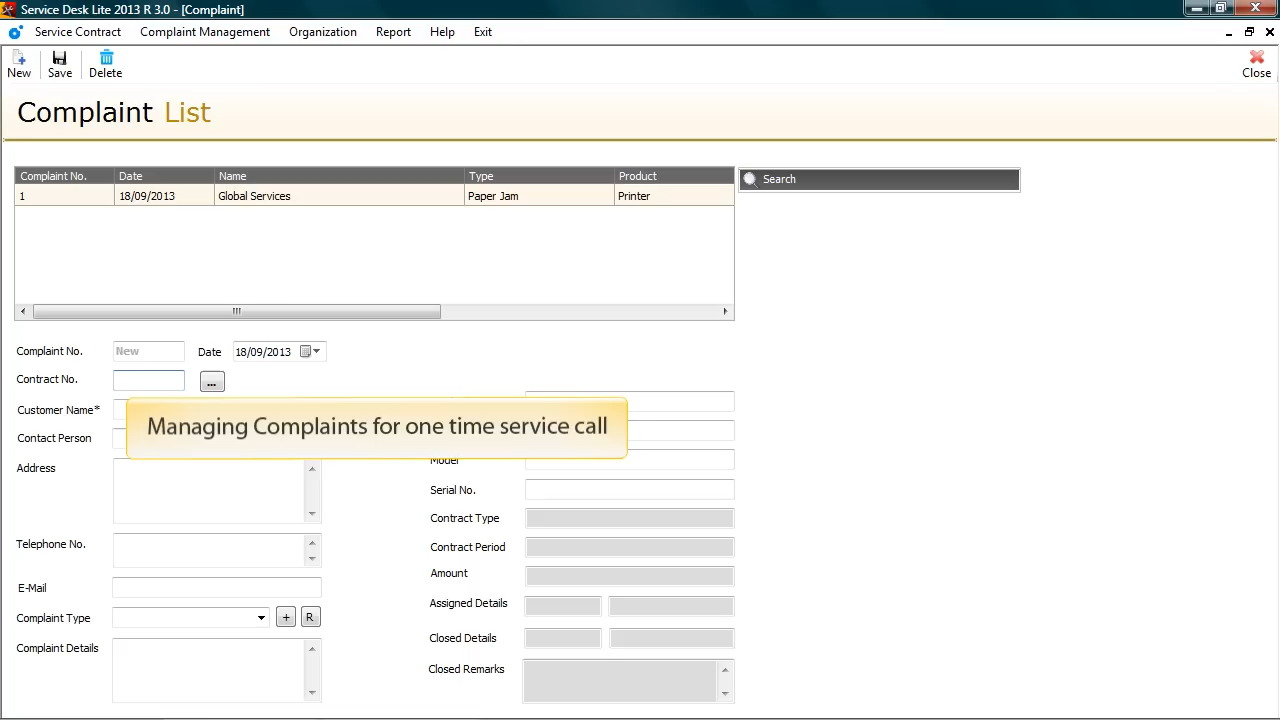 Service Desk Lite 2013 R 3.0 - [Complaint]
Service Contract Complaint Management Organization Report Help Exit
New Save Delete Close
Complaint List
Complaint No. Date Name Type Product
1 18/09/2013 Global Services Paper Jam Printer
Search
Complaint No. New Date 18/09/2013
Contract No. ...
Customer Name*
Managing Complaints for one time service call
Contact Person
Model
Address
Serial No.
Contract Type
Telephone No.
Contract Period
Amount
E-Mail
Assigned Details
Complaint Type + R
Closed Details
Complaint Details
Closed Remarks